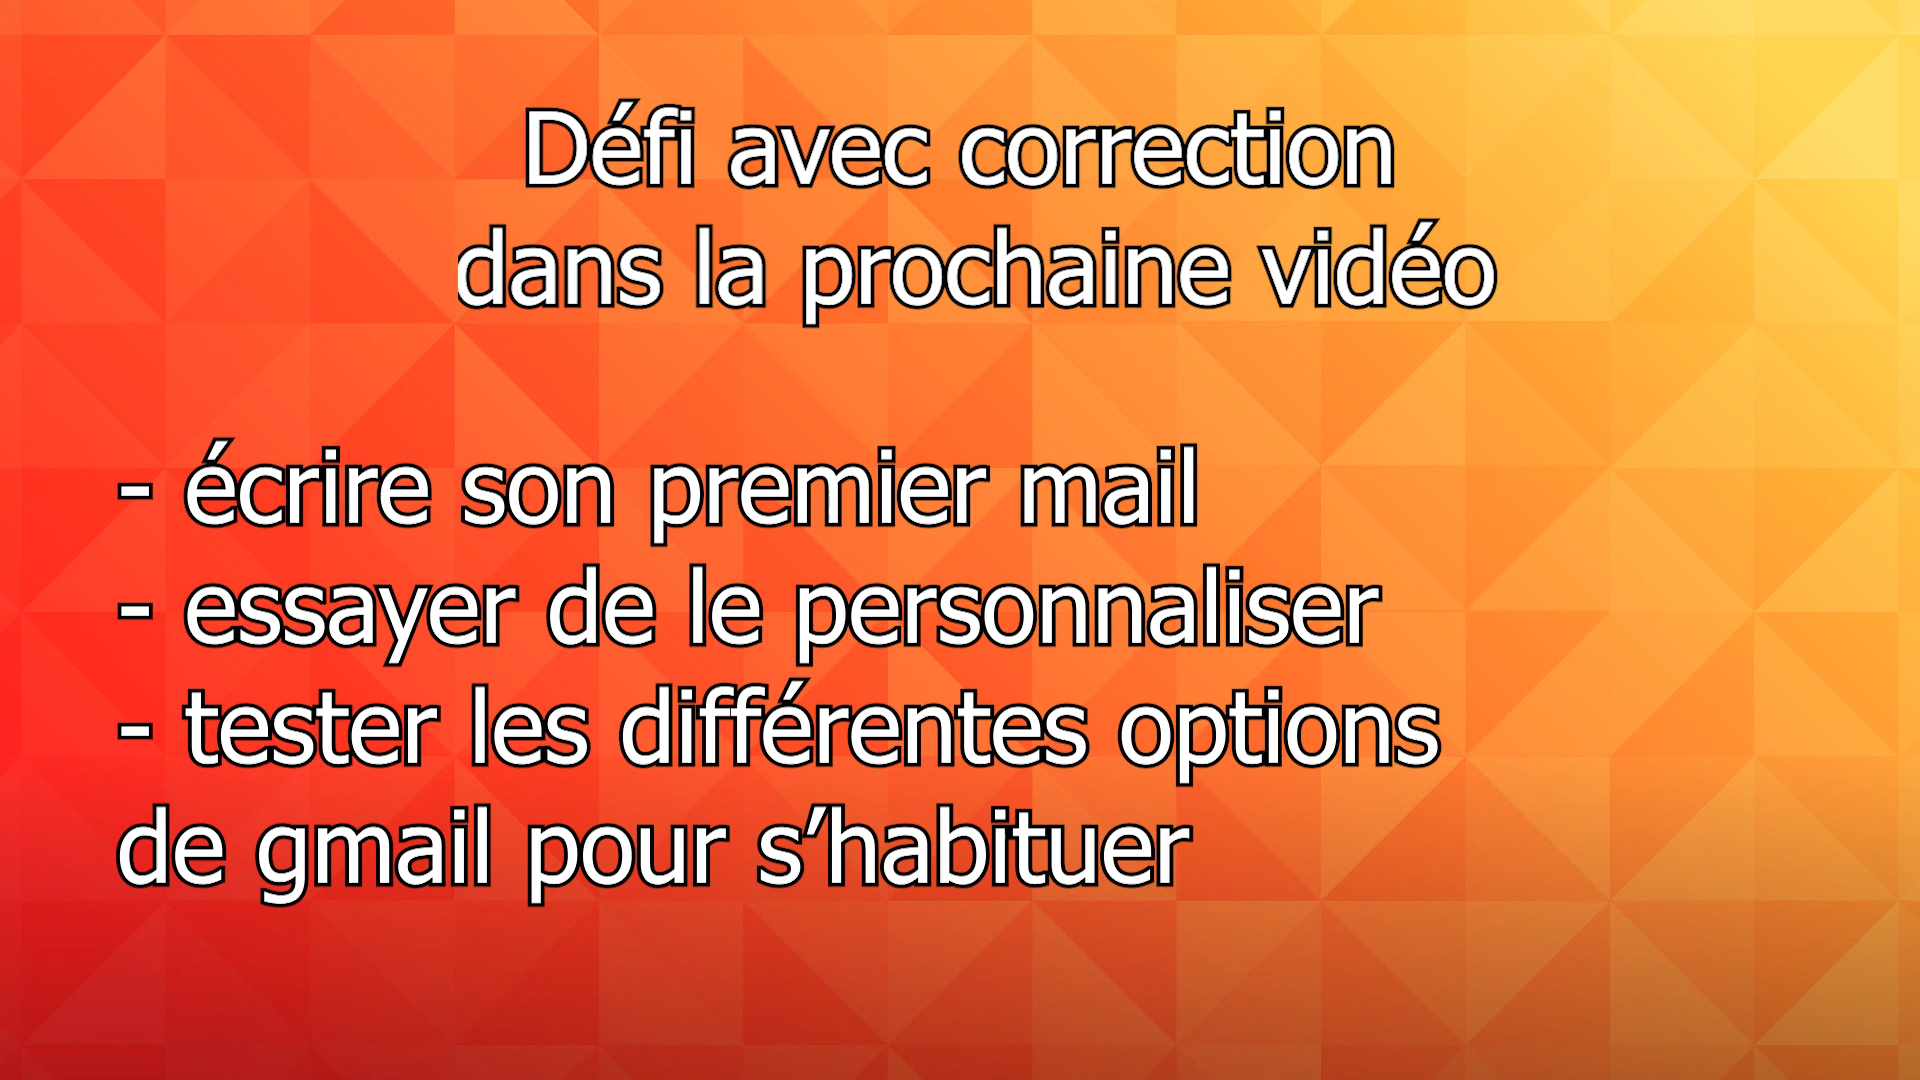 Défi avec correction
dans la prochaine vidéo
- écrire son premier mail
- essayer de le personnaliser
- tester les différentes options
de gmail pour s’habituer